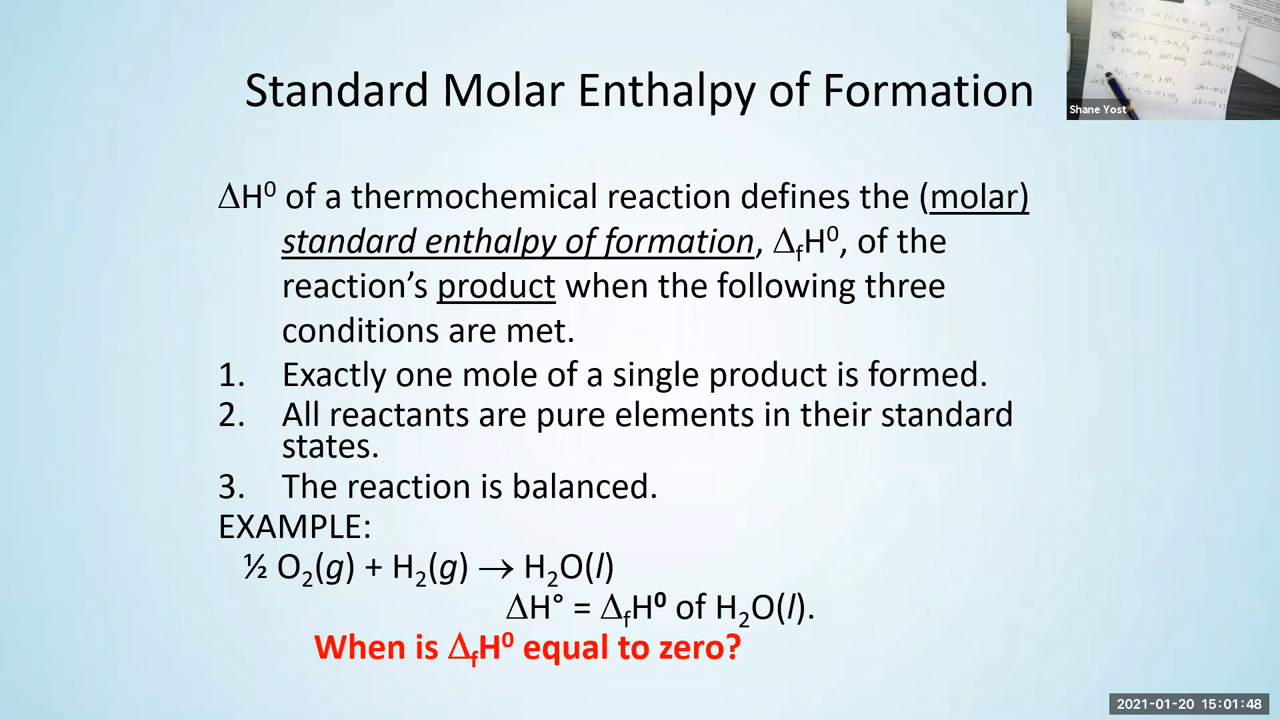 Standard Molar Enthalpy of Formation
Shane Yost
ΔH⁰ of a thermochemical reaction defines the (molar)
standard enthalpy of formation, ΔfH⁰, of the
reaction’s product when the following three
conditions are met.
1. Exactly one mole of a single product is formed.
2. All reactants are pure elements in their standard
states.
3. The reaction is balanced.
EXAMPLE:
½ O₂(g) + H₂(g) → H₂O(l)
ΔH° = ΔfH⁰ of H₂O(l).
When is ΔfH⁰ equal to zero?
2021-01-20 15:01:48